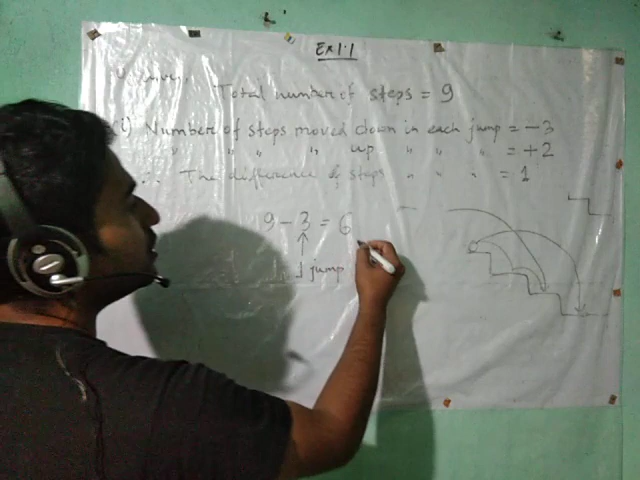 Ex 1.1
Total number of steps = 9
(i) Number of steps moved down in each jump = -3
" " " " up " " " = +2
∴ The difference of steps " " " = 1
9 - 3 = 6
jump